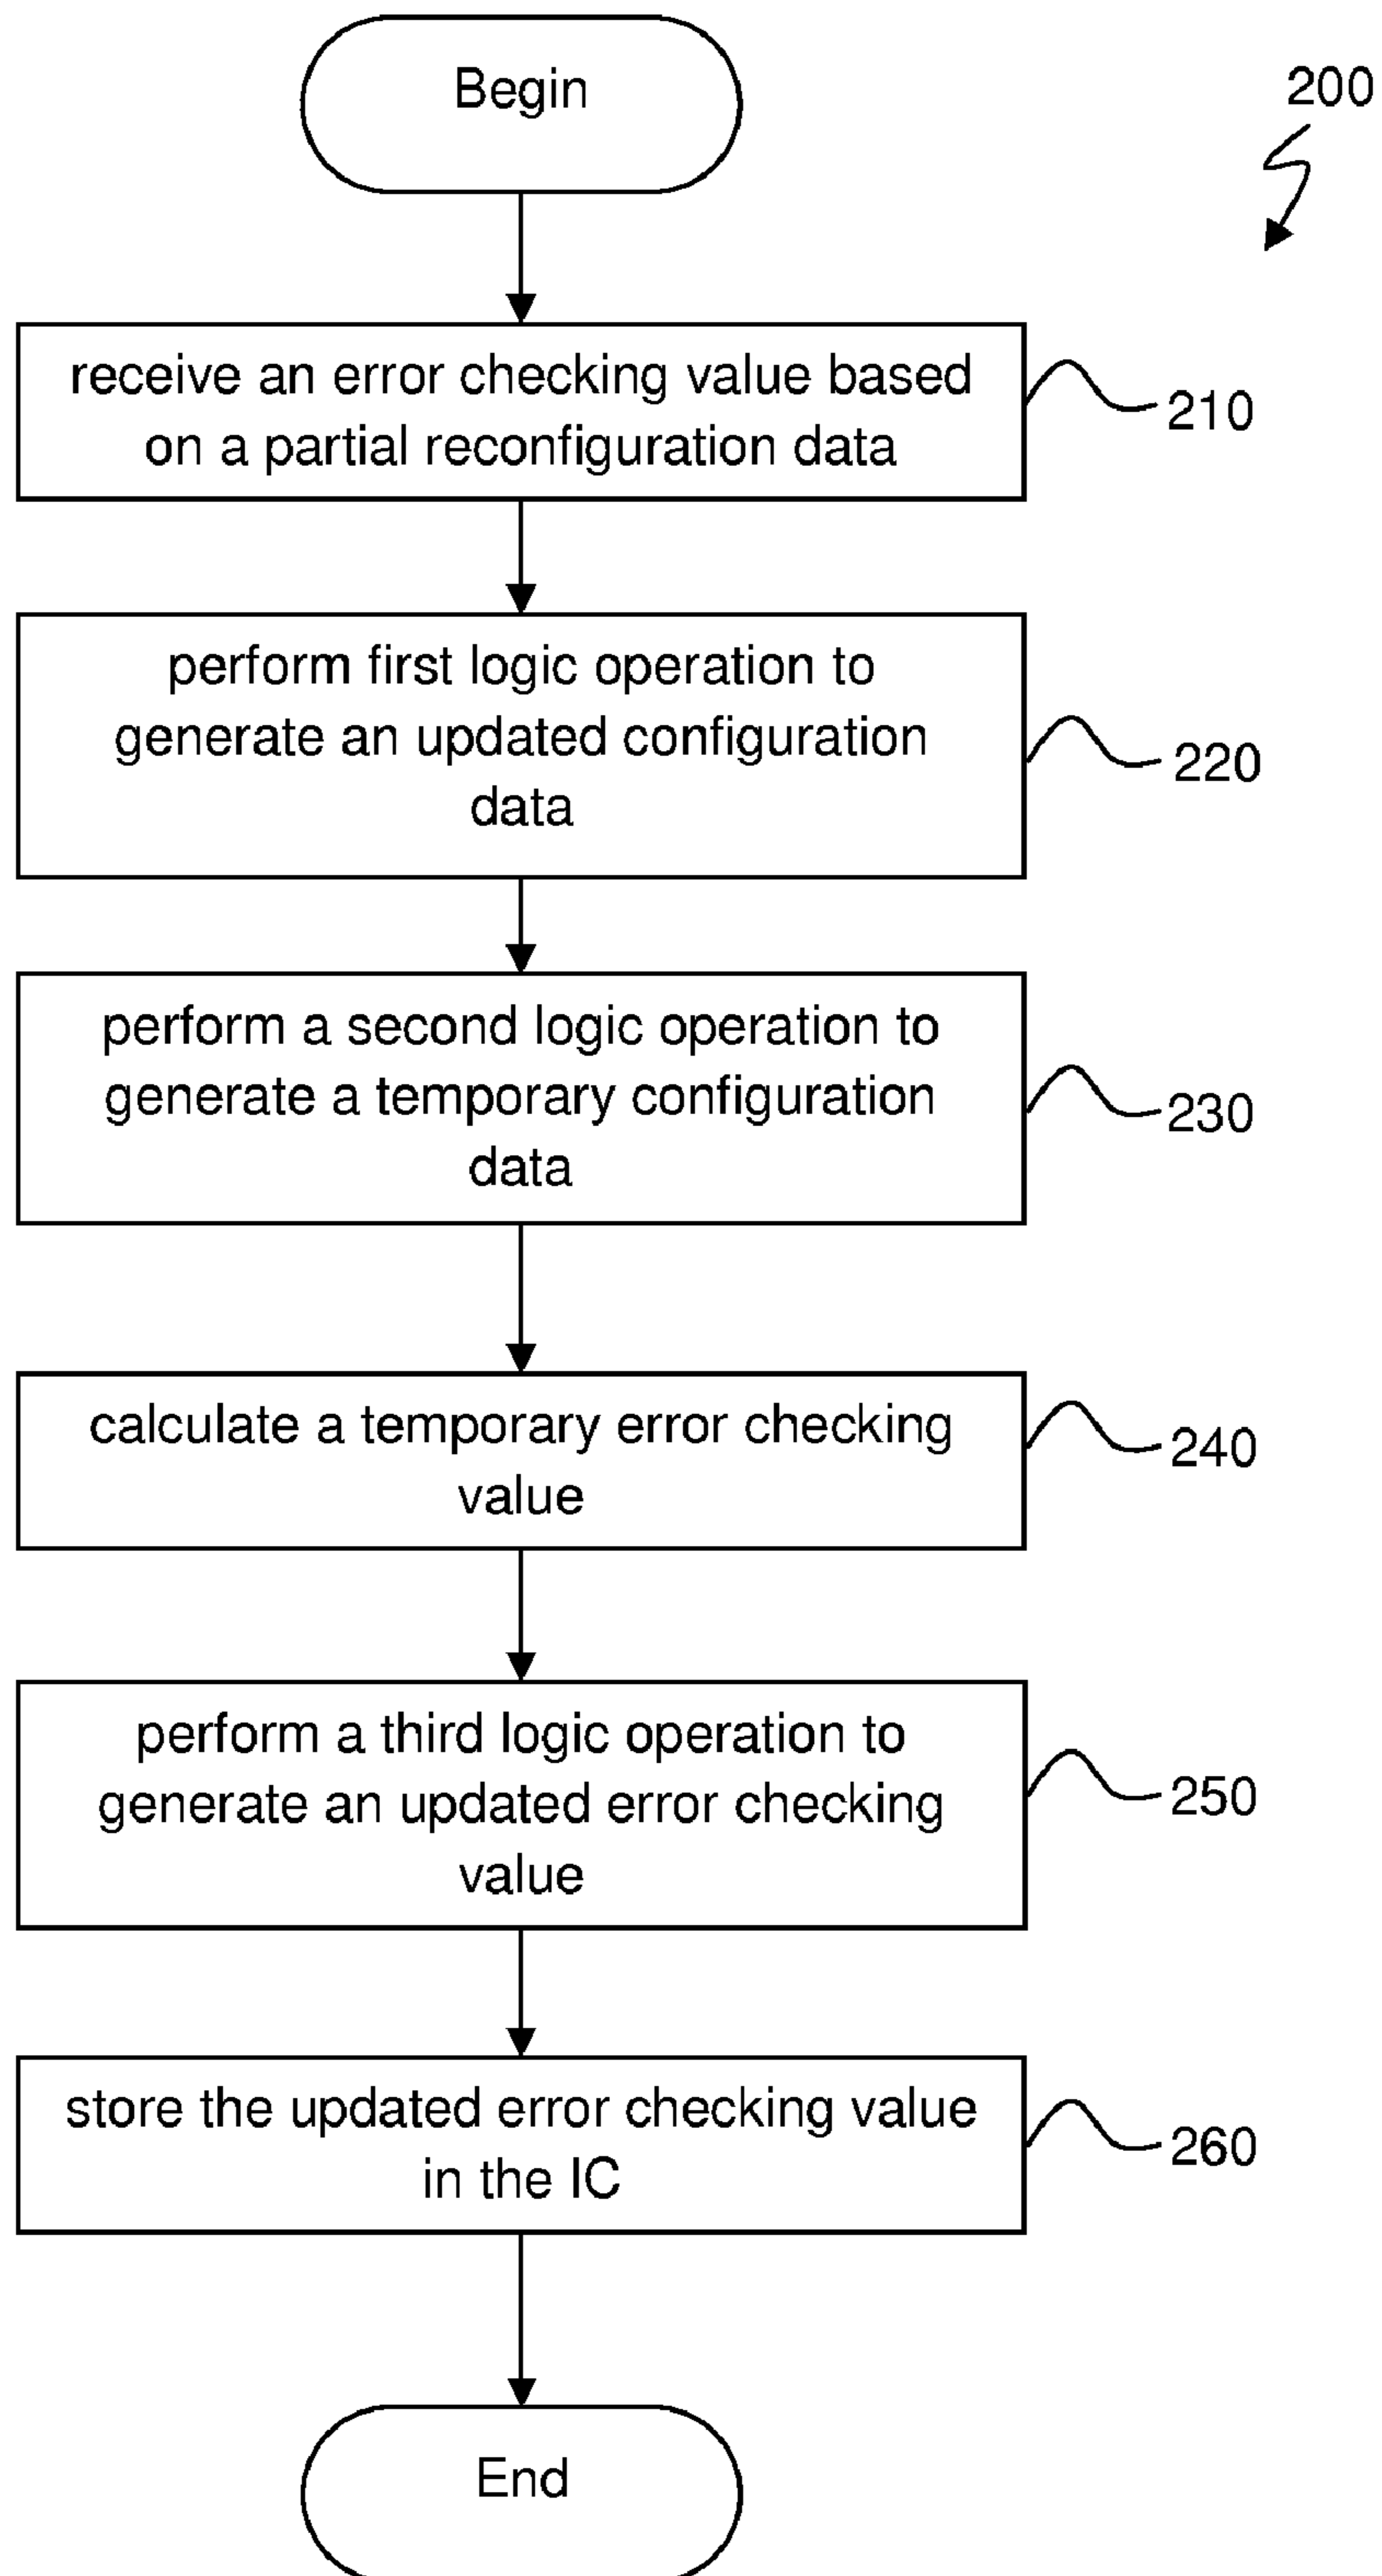 Begin
200
receive an error checking value based
on a partial reconfiguration data
210
perform first logic operation to
generate an updated configuration
data
220
perform a second logic operation to
generate a temporary configuration
data
230
calculate a temporary error checking
value
240
perform a third logic operation to
generate an updated error checking
value
250
store the updated error checking value
in the IC
260
End